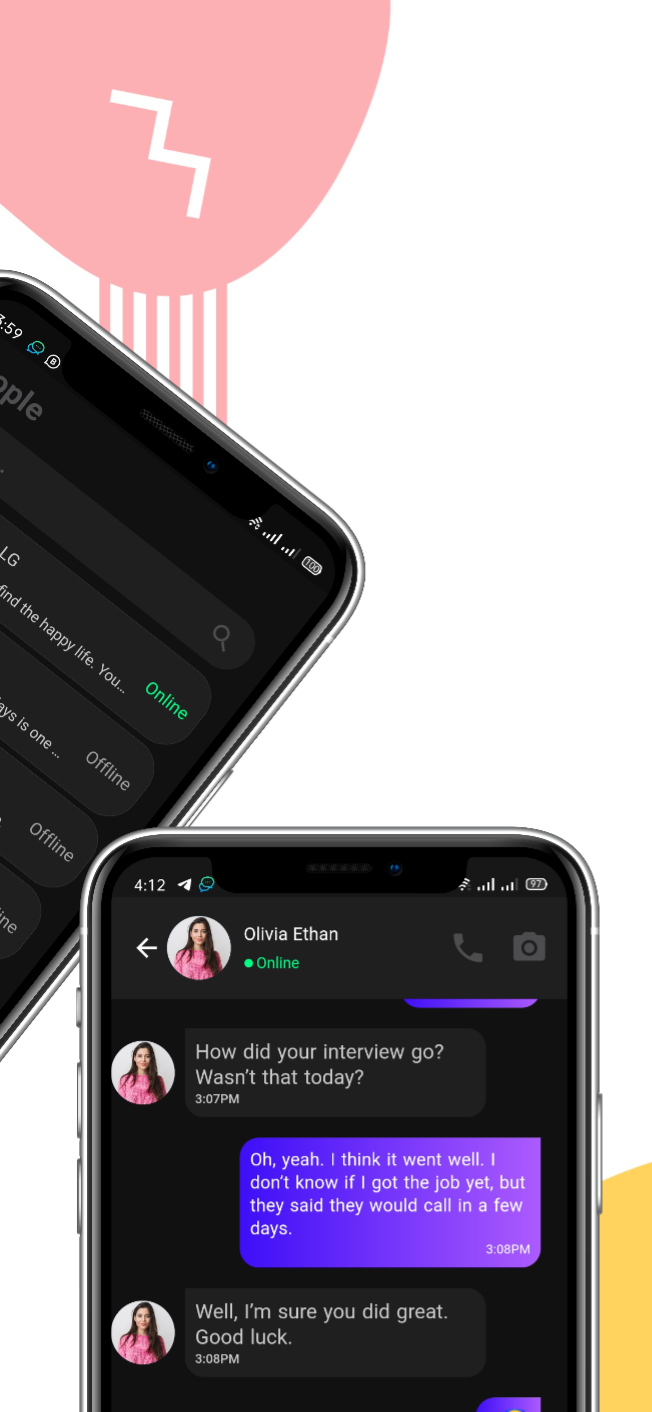 3:59
LG
find the happy life. You...
Online
is one ...
Offline
Offline
4:12
97
100
Olivia Ethan
Online
How did your interview go?
Wasn't that today?
3:07PM
Oh, yeah. I think it went well. I
don't know if I got the job yet, but
they said they would call in a few
days.
3:08PM
Well, I'm sure you did great.
Good luck.
3:08PM